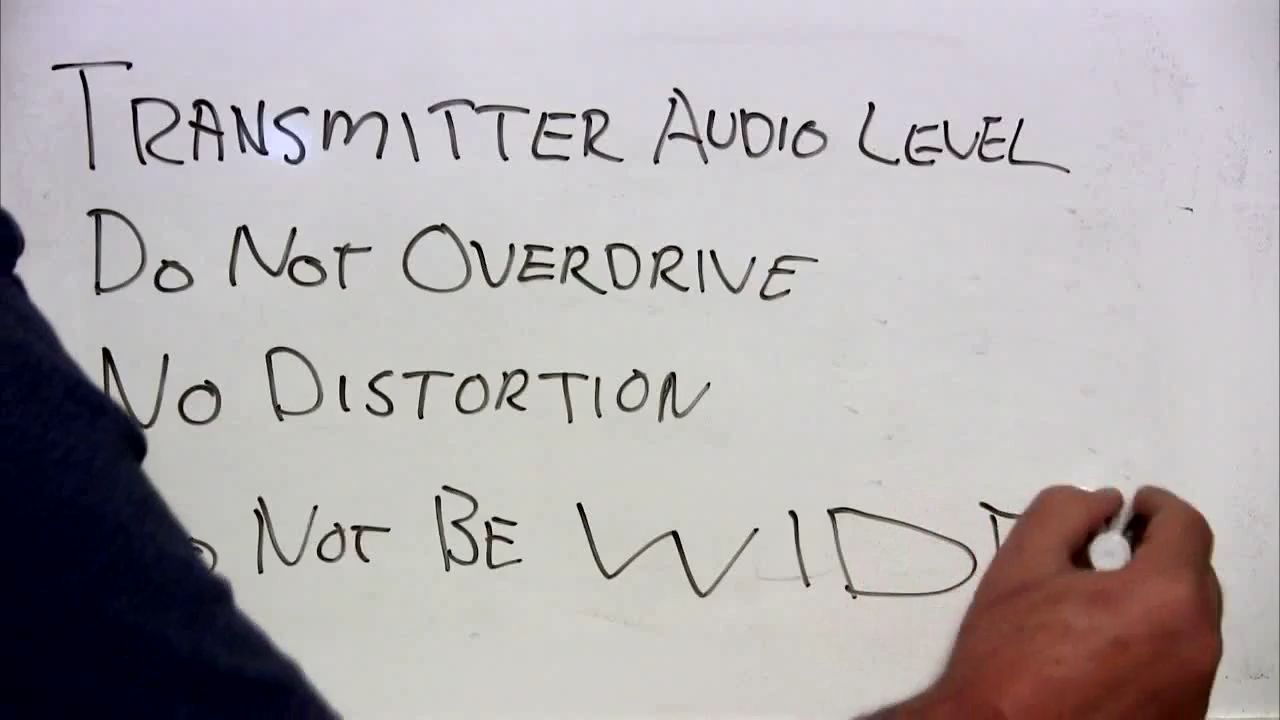 TRANSMITTER AUDIO LEVEL
DO NOT OVERDRIVE
NO DISTORTION
NOT BE